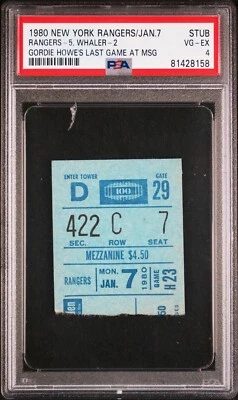 1980 NEW YORK RANGERS/JAN.7 STUB
RANGERS-5, WHALER-2 VG-EX
GORDIE HOWE'S LAST GAME AT MSG 4
PSA 81428158
ENTER TOWER GATE
D 100 29
422 C 7
SEC. ROW SEAT
MEZZANINE $4.50
RANGERS MON. JAN. 7 1980 GAME H 23